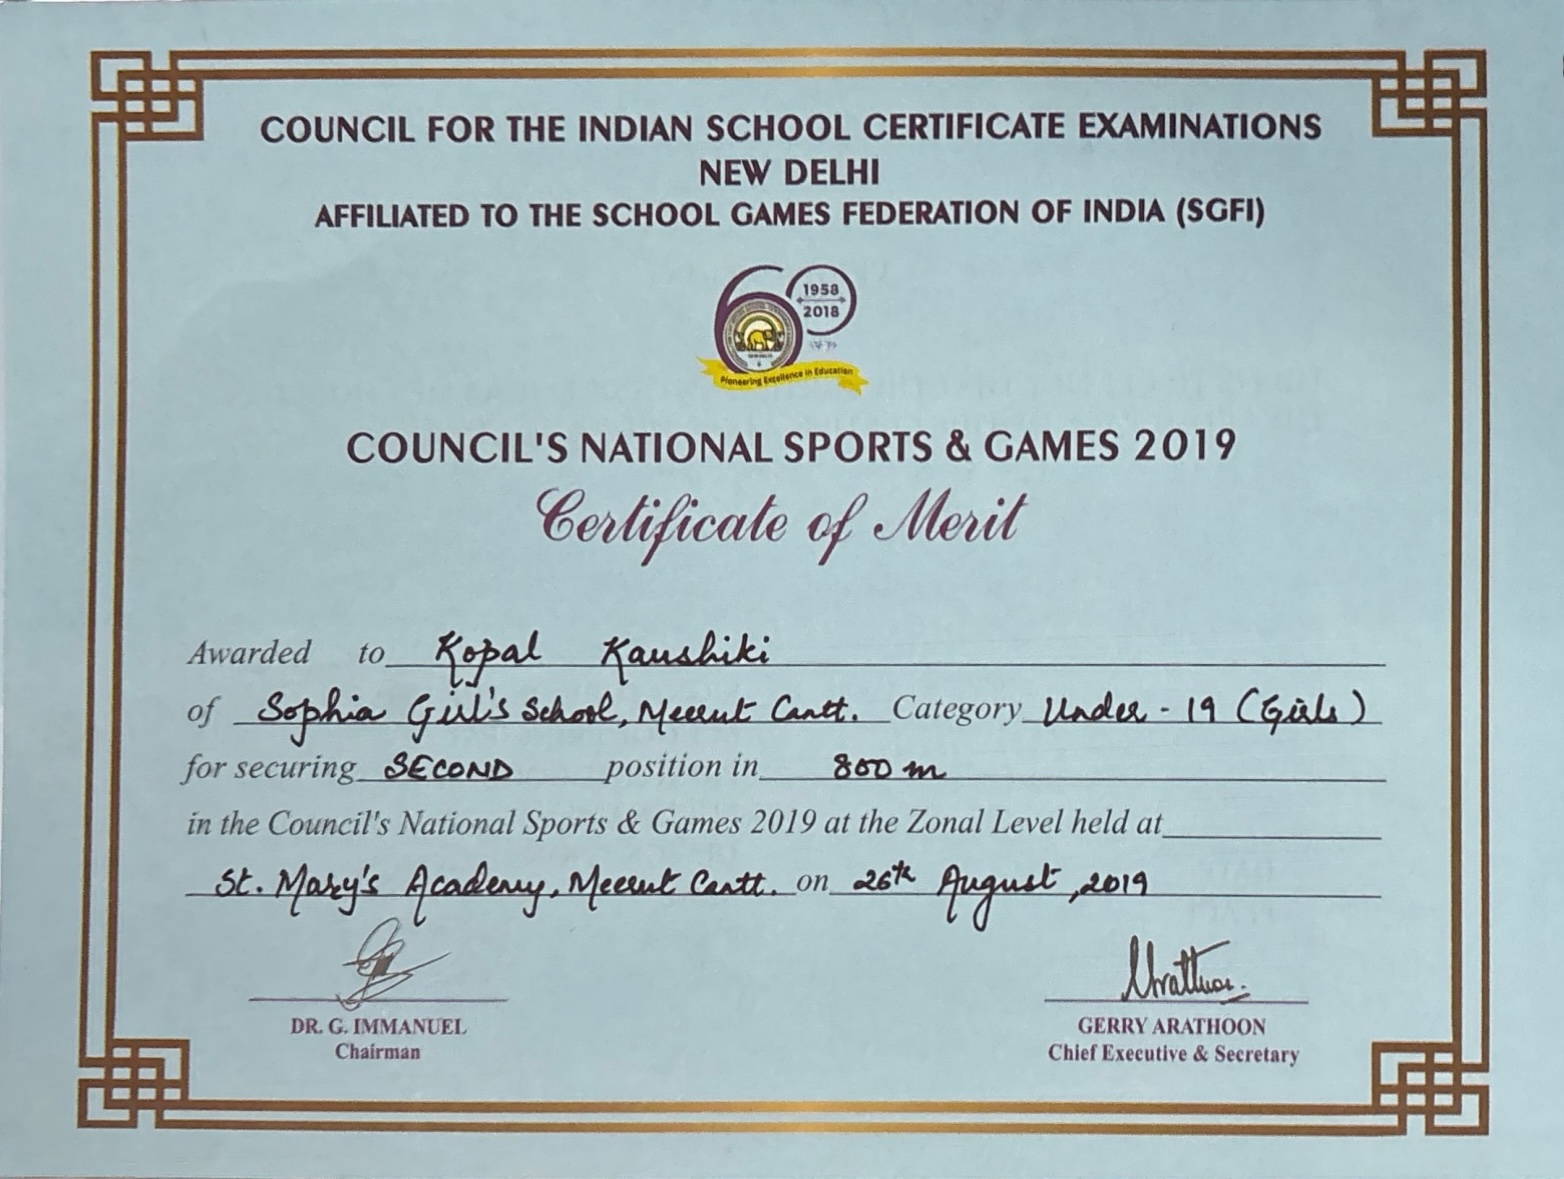 COUNCIL FOR THE INDIAN SCHOOL CERTIFICATE EXAMINATIONS
NEW DELHI
AFFILIATED TO THE SCHOOL GAMES FEDERATION OF INDIA (SGFI)
60
1958
2018
NEW DELHI
Pioneering Excellence in Education
COUNCIL'S NATIONAL SPORTS & GAMES 2019
Certificate of Merit
Awarded to Kopal Kaushiki
of Sophia Girl's School, Meerut Cantt. Category Under - 19 (Girls)
for securing SECOND position in 800 m
in the Council's National Sports & Games 2019 at the Zonal Level held at
St. Mary's Academy, Meerut Cantt. on 26th August, 2019
DR. G. IMMANUEL
Chairman
GERRY ARATHOON
Chief Executive & Secretary